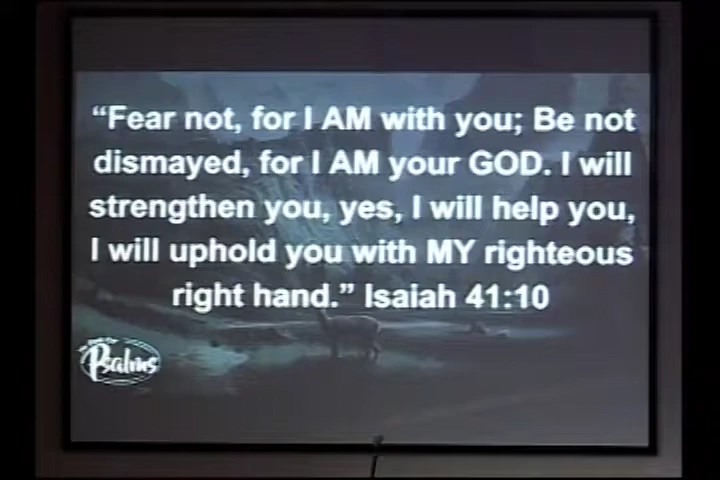 “Fear not, for I AM with you; Be not
dismayed, for I AM your GOD. I will
strengthen you, yes, I will help you,
I will uphold you with MY righteous
right hand.” Isaiah 41:10
Psalms